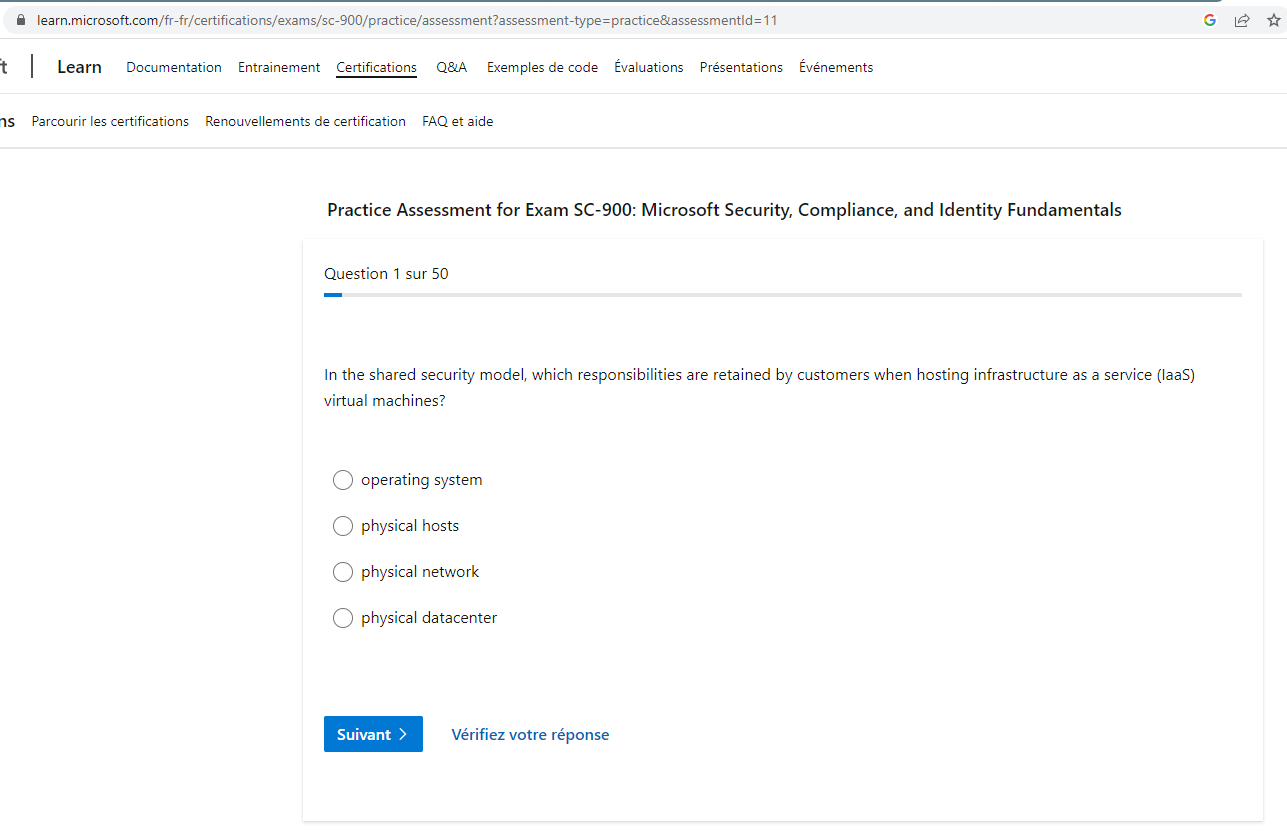 learn.microsoft.com/fr-fr/certifications/exams/sc-900/practice/assessment?assessment-type=practice&assessmentId=11
ft | Learn Documentation Entrainement Certifications Q&A Exemples de code Évaluations Présentations Événements
ns Parcourir les certifications Renouvellements de certification FAQ et aide
Practice Assessment for Exam SC-900: Microsoft Security, Compliance, and Identity Fundamentals
Question 1 sur 50
In the shared security model, which responsibilities are retained by customers when hosting infrastructure as a service (IaaS)
virtual machines?
operating system
physical hosts
physical network
physical datacenter
Suivant
Vérifiez votre réponse